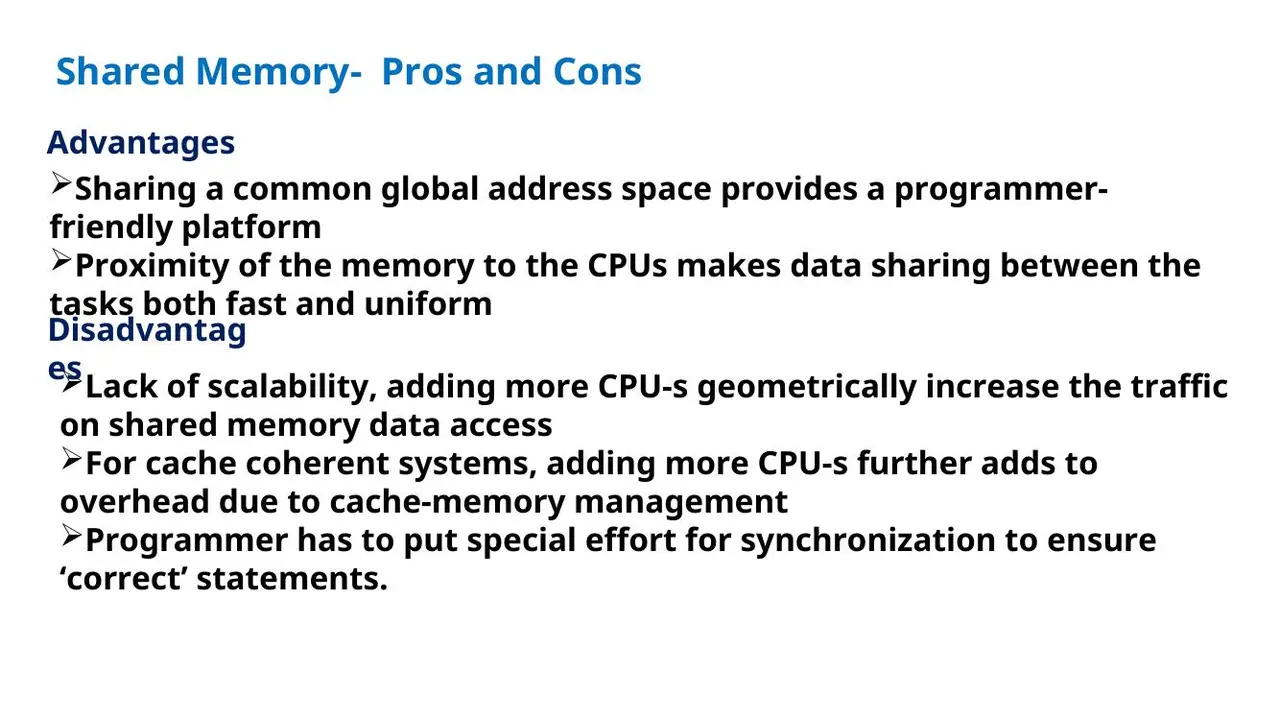 Shared Memory-  Pros and Cons
Advantages
➢Sharing a common global address space provides a programmer-
friendly platform
➢Proximity of the memory to the CPUs makes data sharing between the
tasks both fast and uniform
Disadvantag
es
➢Lack of scalability, adding more CPU-s geometrically increase the traffic
on shared memory data access
➢For cache coherent systems, adding more CPU-s further adds to
overhead due to cache-memory management
➢Programmer has to put special effort for synchronization to ensure
‘correct’ statements.